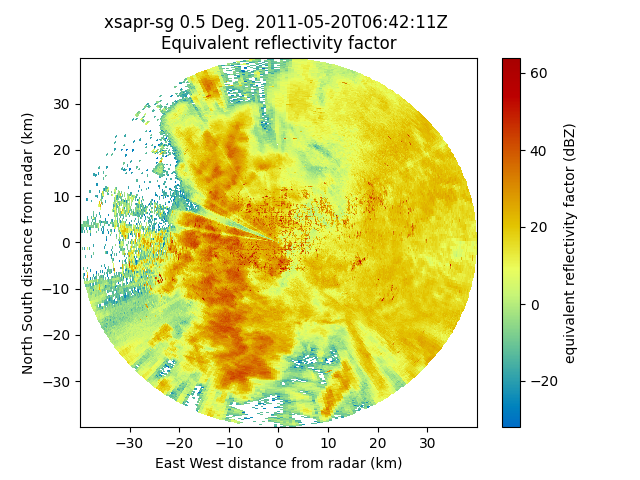 xsapr-sg 0.5 Deg. 2011-05-20T06:42:11Z
Equivalent reflectivity factor
North South distance from radar (km)
30
20
10
0
−10
−20
−30
−30 −20 −10 0 10 20 30
East West distance from radar (km)
60
40
20
0
−20
equivalent reflectivity factor (dBZ)